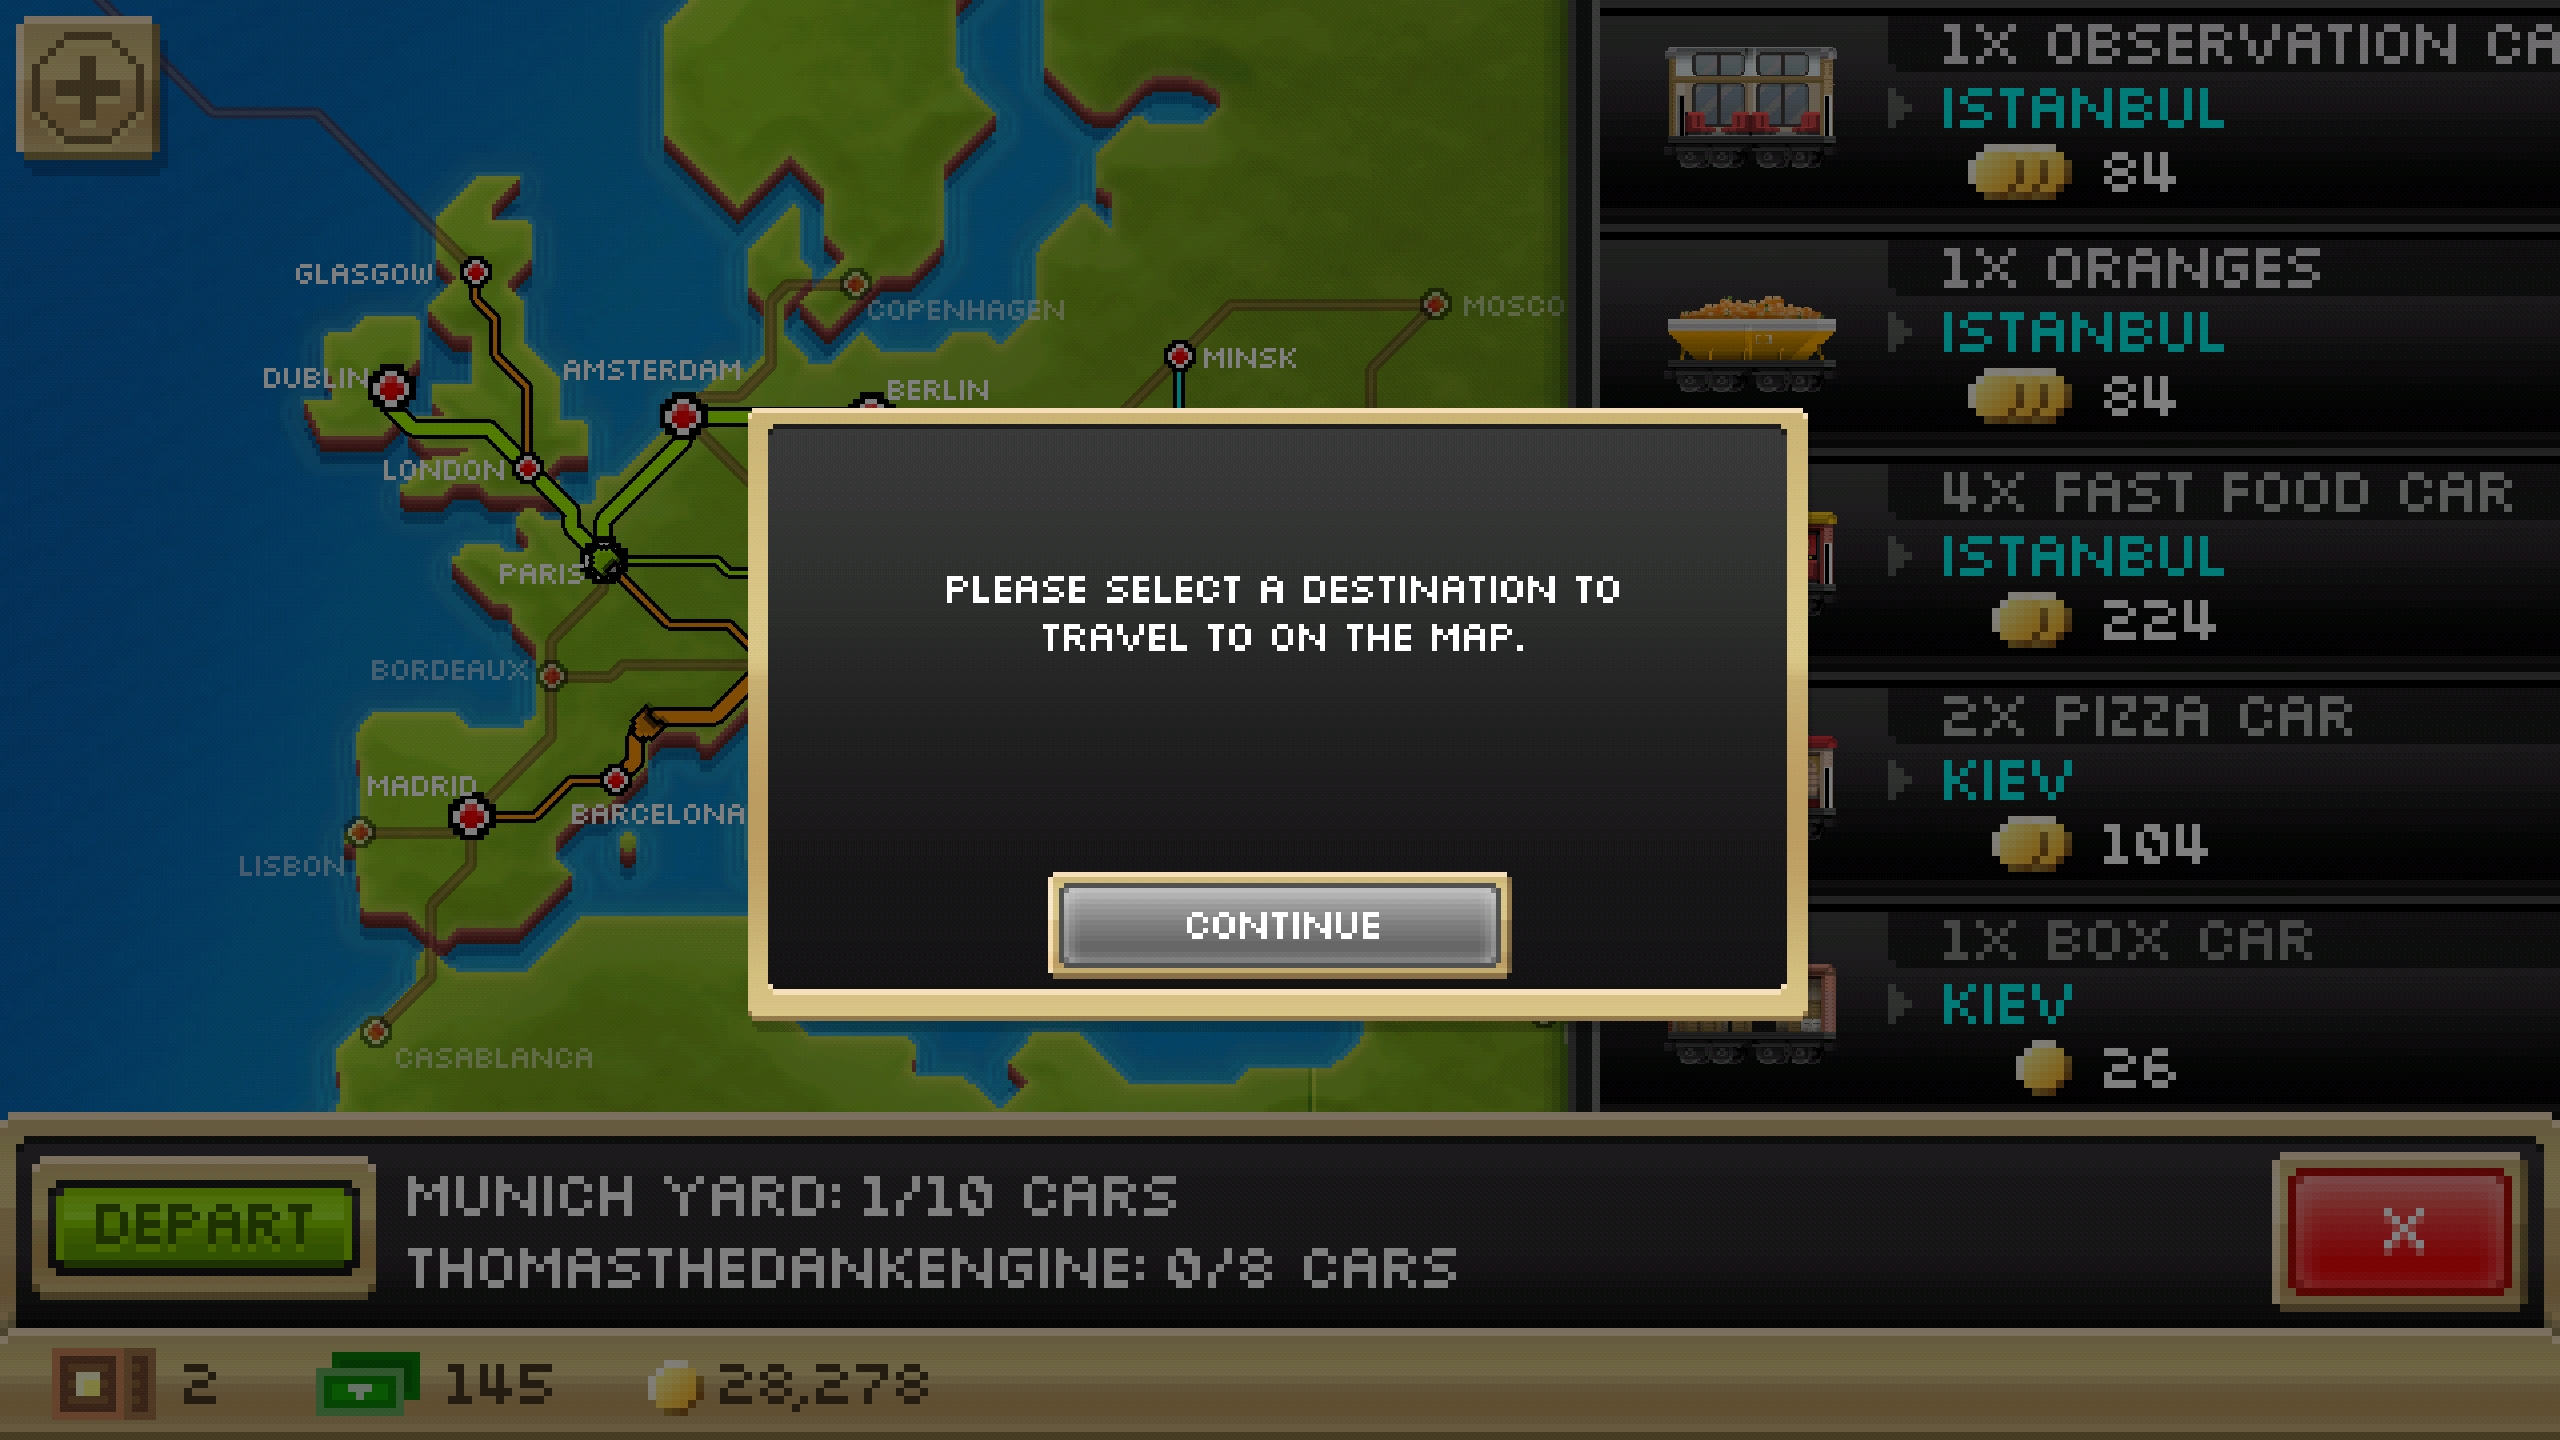 GLASGOW
DUBLIN
LONDON
AMSTERDAM
COPENHAGEN
BERLIN
MINSK
MOSCO
PARIS
BORDEAUX
MADRID
BARCELONA
LISBON
CASABLANCA
1X OBSERVATION CA
ISTANBUL
84
1X ORANGES
ISTANBUL
84
4X FAST FOOD CAR
ISTANBUL
224
2X PIZZA CAR
KIEV
104
1X BOX CAR
KIEV
26
PLEASE SELECT A DESTINATION TO
TRAVEL TO ON THE MAP.
CONTINUE
DEPART
MUNICH YARD: 1/10 CARS
THOMASTHEDANKENGINE: 0/8 CARS
X
2
145
28,278